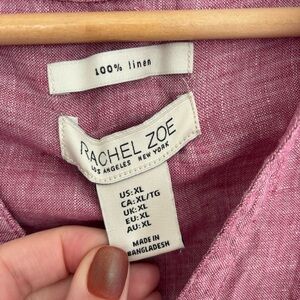 100% linen
RACHEL ZOE
LOS ANGELES NEW YORK
US: XL
CA: XL/TG
UK: XL
EU: XL
AU: XL
MADE IN
BANGLADESH